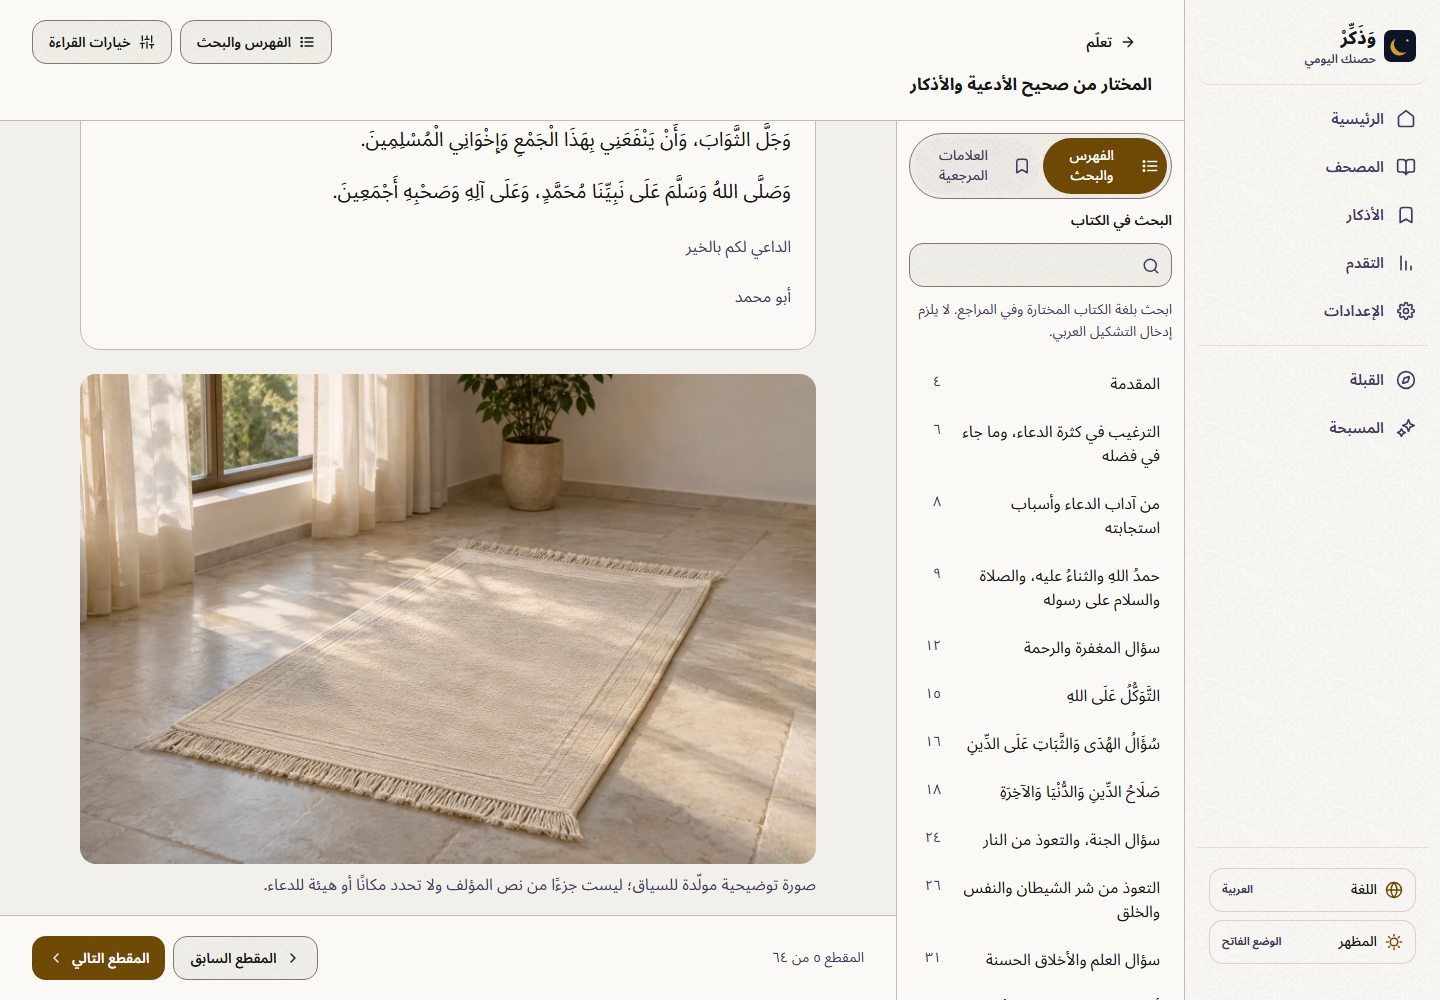 وَذَكِّرْ
حصنك اليومي
الرئيسية
المصحف
الأذكار
التقدم
الإعدادات
القبلة
المسبحة
اللغة
العربية
المظهر
الوضع الفاتح
تعلّم
المختار من صحيح الأدعية والأذكار
الفهرس والبحث
خيارات القراءة
الفهرس
والبحث
العلامات
المرجعية
البحث في الكتاب
ابحث بلغة الكتاب المختارة وفي المراجع. لا يلزم
إدخال التشكيل العربي.
المقدمة ٤
الترغيب في كثرة الدعاء، وما جاء ٦
في فضله
من آداب الدعاء وأسباب ٨
استجابته
حمدُ اللهِ والثناءُ عليه، والصلاة ٩
والسلام على رسوله
سؤال المغفرة والرحمة ١٢
التَّوَكُّلُ عَلَى اللهِ ١٥
سُؤَالُ الهُدَى وَالثَّبَاتِ عَلَى الدِّينِ ١٦
صَلَاحُ الدِّينِ وَالدُّنْيَا وَالآخِرَةِ ١٨
سؤال الجنة، والتعوذ من النار ٢٤
التعوذ من شر الشيطان والنفس ٢٦
والخلق
سؤال العلم والأخلاق الحسنة ٣١
وَجَلَّ الثَّوَابَ، وَأَنْ يَنْفَعَنِي بِهَذَا الْجَمْعِ وَإِخْوَانِي الْمُسْلِمِينَ.
وَصَلَّى اللهُ وَسَلَّمَ عَلَى نَبِيِّنَا مُحَمَّدٍ، وَعَلَى آلِهِ وَصَحْبِهِ أَجْمَعِينَ.
الداعي لكم بالخير
أبو محمد
صورة توضيحية مولّدة للسياق؛ ليست جزءًا من نص المؤلف ولا تحدد مكانًا أو هيئة للدعاء.
المقطع ٥ من ٦٤
المقطع السابق
المقطع التالي